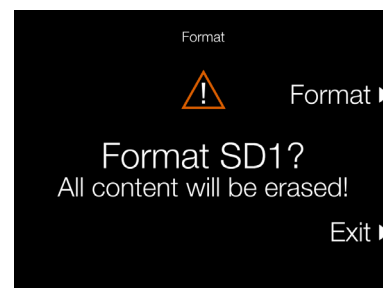 Format
Format
Format SD1?
All content will be erased!
Exit